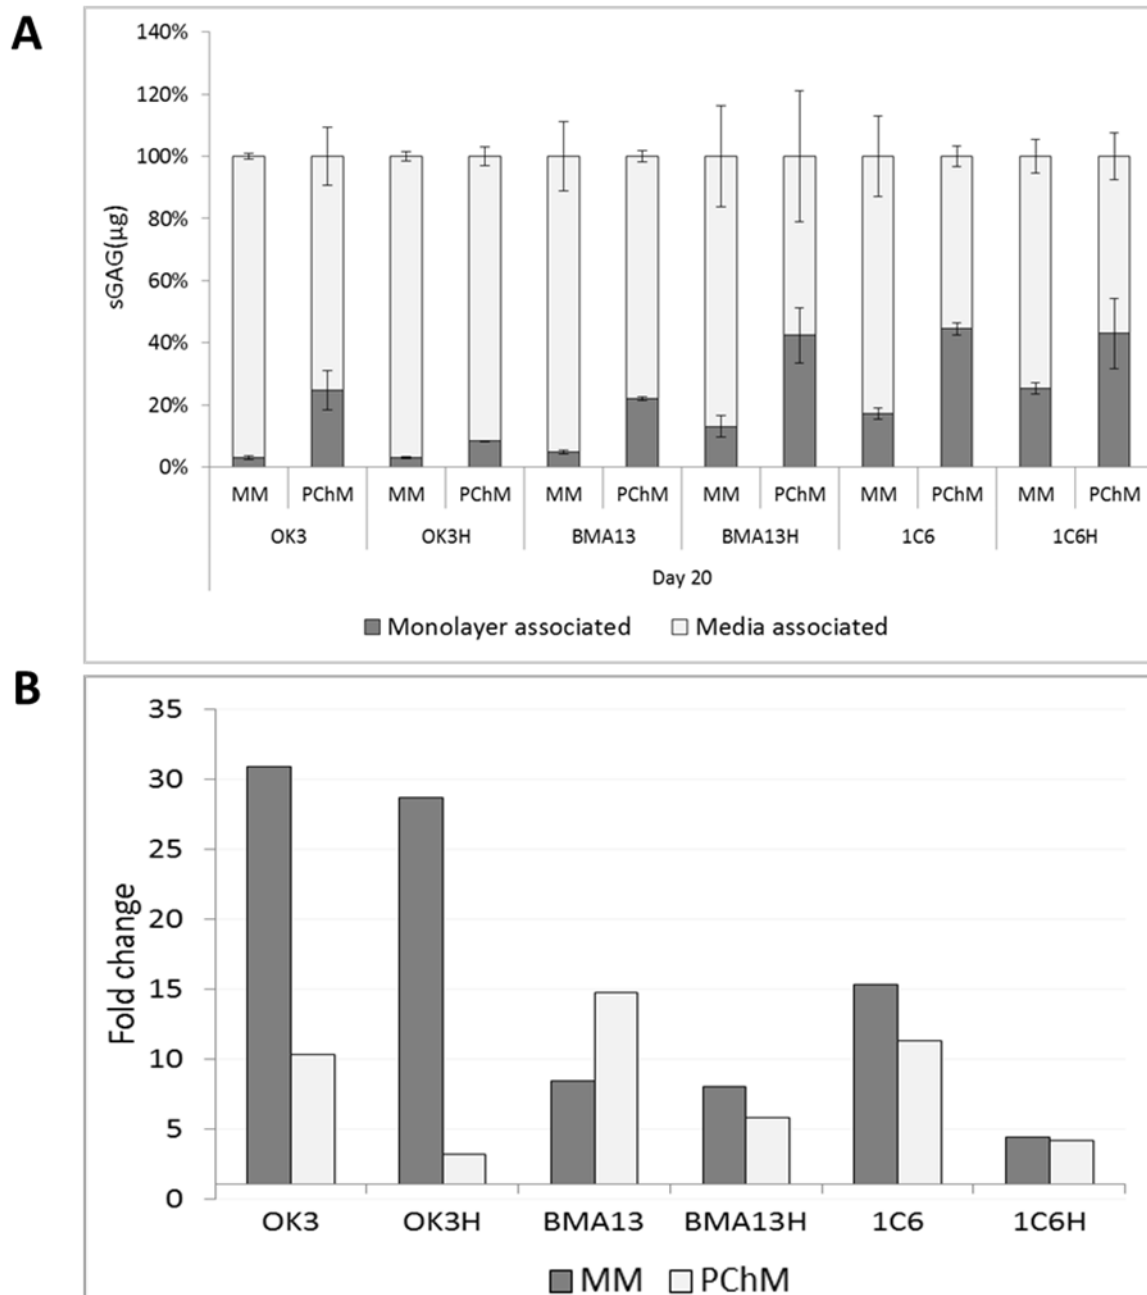 A
140%
120%
100%
80%
60%
40%
20%
0%
sGAG(µg)
MM PChM MM PChM MM PChM MM PChM MM PChM MM PChM
OK3 OK3H BMA13 BMA13H 1C6 1C6H
Day 20
Monolayer associated Media associated
B
35
30
25
20
15
10
5
0
Fold change
OK3 OK3H BMA13 BMA13H 1C6 1C6H
MM PChM